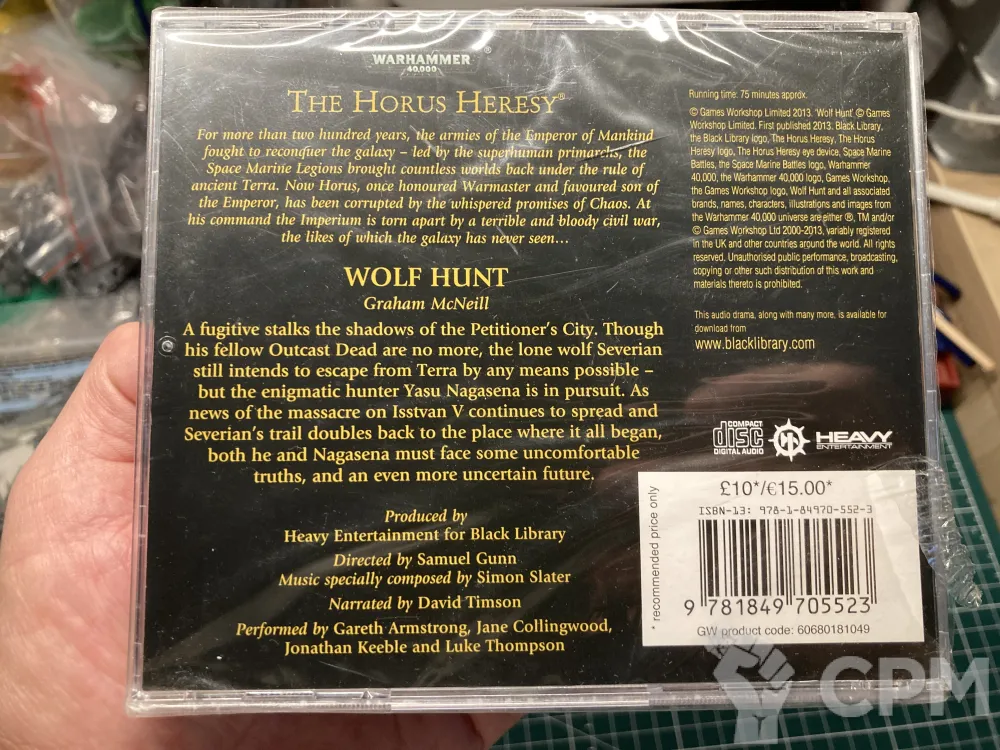 WARHAMMER®
40,000
THE HORUS HERESY®
For more than two hundred years, the armies of the Emperor of Mankind
fought to reconquer the galaxy – led by the superhuman primarchs, the
Space Marine Legions brought countless worlds back under the rule of
ancient Terra. Now Horus, once honoured Warmaster and favoured son of
the Emperor, has been corrupted by the whispered promises of Chaos. At
his command the Imperium is torn apart by a terrible and bloody civil war,
the likes of which the galaxy has never seen...
WOLF HUNT
Graham McNeill
A fugitive stalks the shadows of the Petitioner's City. Though
his fellow Outcast Dead are no more, the lone wolf Severian
still intends to escape from Terra by any means possible –
but the enigmatic hunter Yasu Nagasena is in pursuit. As
news of the massacre on Isstvan V continues to spread and
Severian's trail doubles back to the place where it all began,
both he and Nagasena must face some uncomfortable
truths, and an even more uncertain future.
Produced by
Heavy Entertainment for Black Library
Directed by Samuel Gunn
Music specially composed by Simon Slater
Narrated by David Timson
Performed by Gareth Armstrong, Jane Collingwood,
Jonathan Keeble and Luke Thompson
Running time: 75 minutes approx.
© Games Workshop Limited 2013. 'Wolf Hunt' © Games
Workshop Limited. First published 2013. Black Library,
the Black Library logo, The Horus Heresy, The Horus
Heresy logo, The Horus Heresy eye device, Space Marine
Battles, the Space Marine Battles logo, Warhammer
40,000, the Warhammer 40,000 logo, Games Workshop,
the Games Workshop logo, Wolf Hunt and all associated
brands, names, characters, illustrations and images from
the Warhammer 40,000 universe are either ®, TM and/or
© Games Workshop Ltd 2000-2013, variably registered
in the UK and other countries around the world. All rights
reserved. Unauthorised public performance, broadcasting,
copying or other such distribution of this work and
materials thereto is prohibited.
This audio drama, along with many more, is available for
download from
www.blacklibrary.com
COMPACT
disc
DIGITAL AUDIO
HEAVY
ENTERTAINMENT
£10*/€15.00*
ISBN-13: 978-1-84970-552-3
9 781849 705523
GW product code: 60680181049
* recommended price only
CPM